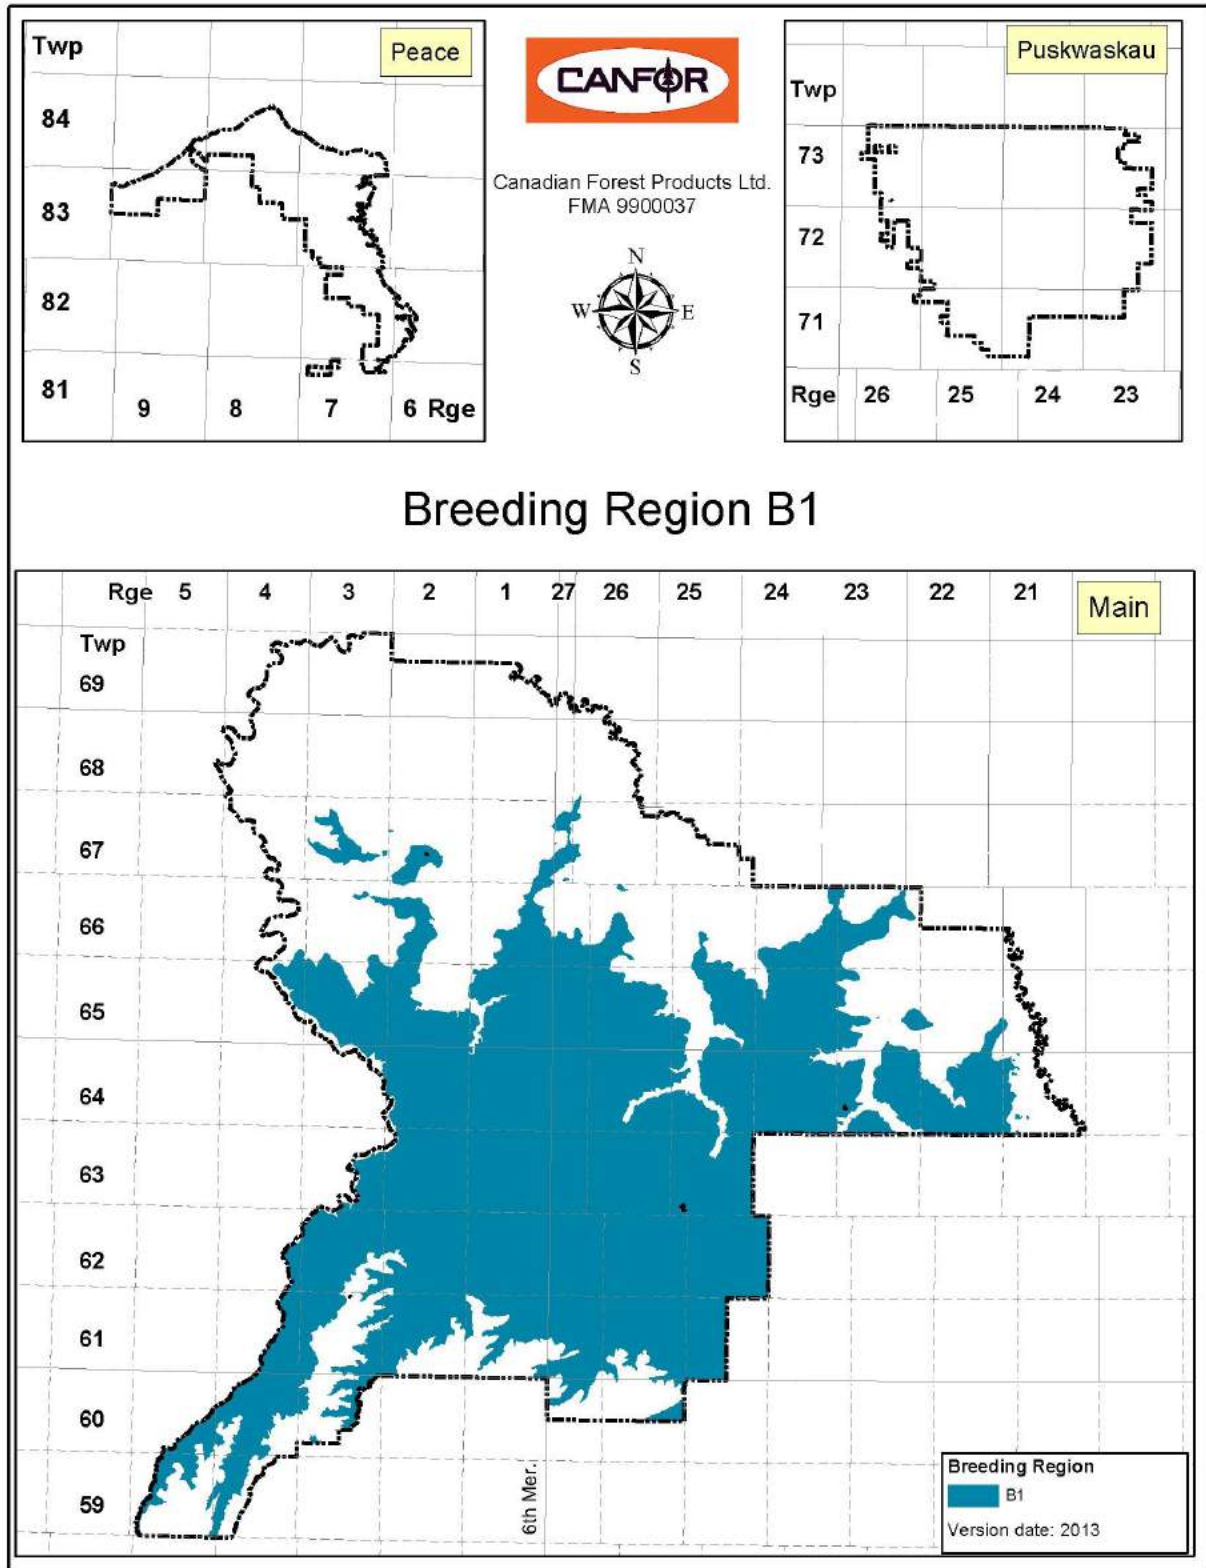 Twp
Peace
84
83
82
81
9 8 7 6 Rge
CANFOR
Canadian Forest Products Ltd.
FMA 9900037
N
W E
S
Puskwaskau
Twp
73
72
71
Rge 26 25 24 23
Breeding Region B1
Rge 5 4 3 2 1 27 26 25 24 23 22 21
Main
Twp
69
68
67
66
65
64
63
62
61
60
59
6th Mer.
Breeding Region
B1
Version date: 2013